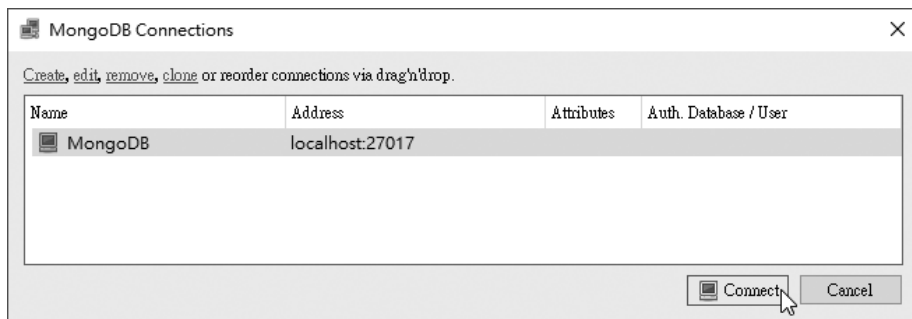 MongoDB Connections
Create, edit, remove, clone or reorder connections via drag'n'drop.
Name Address Attributes Auth. Database / User
MongoDB localhost:27017
Connect Cancel